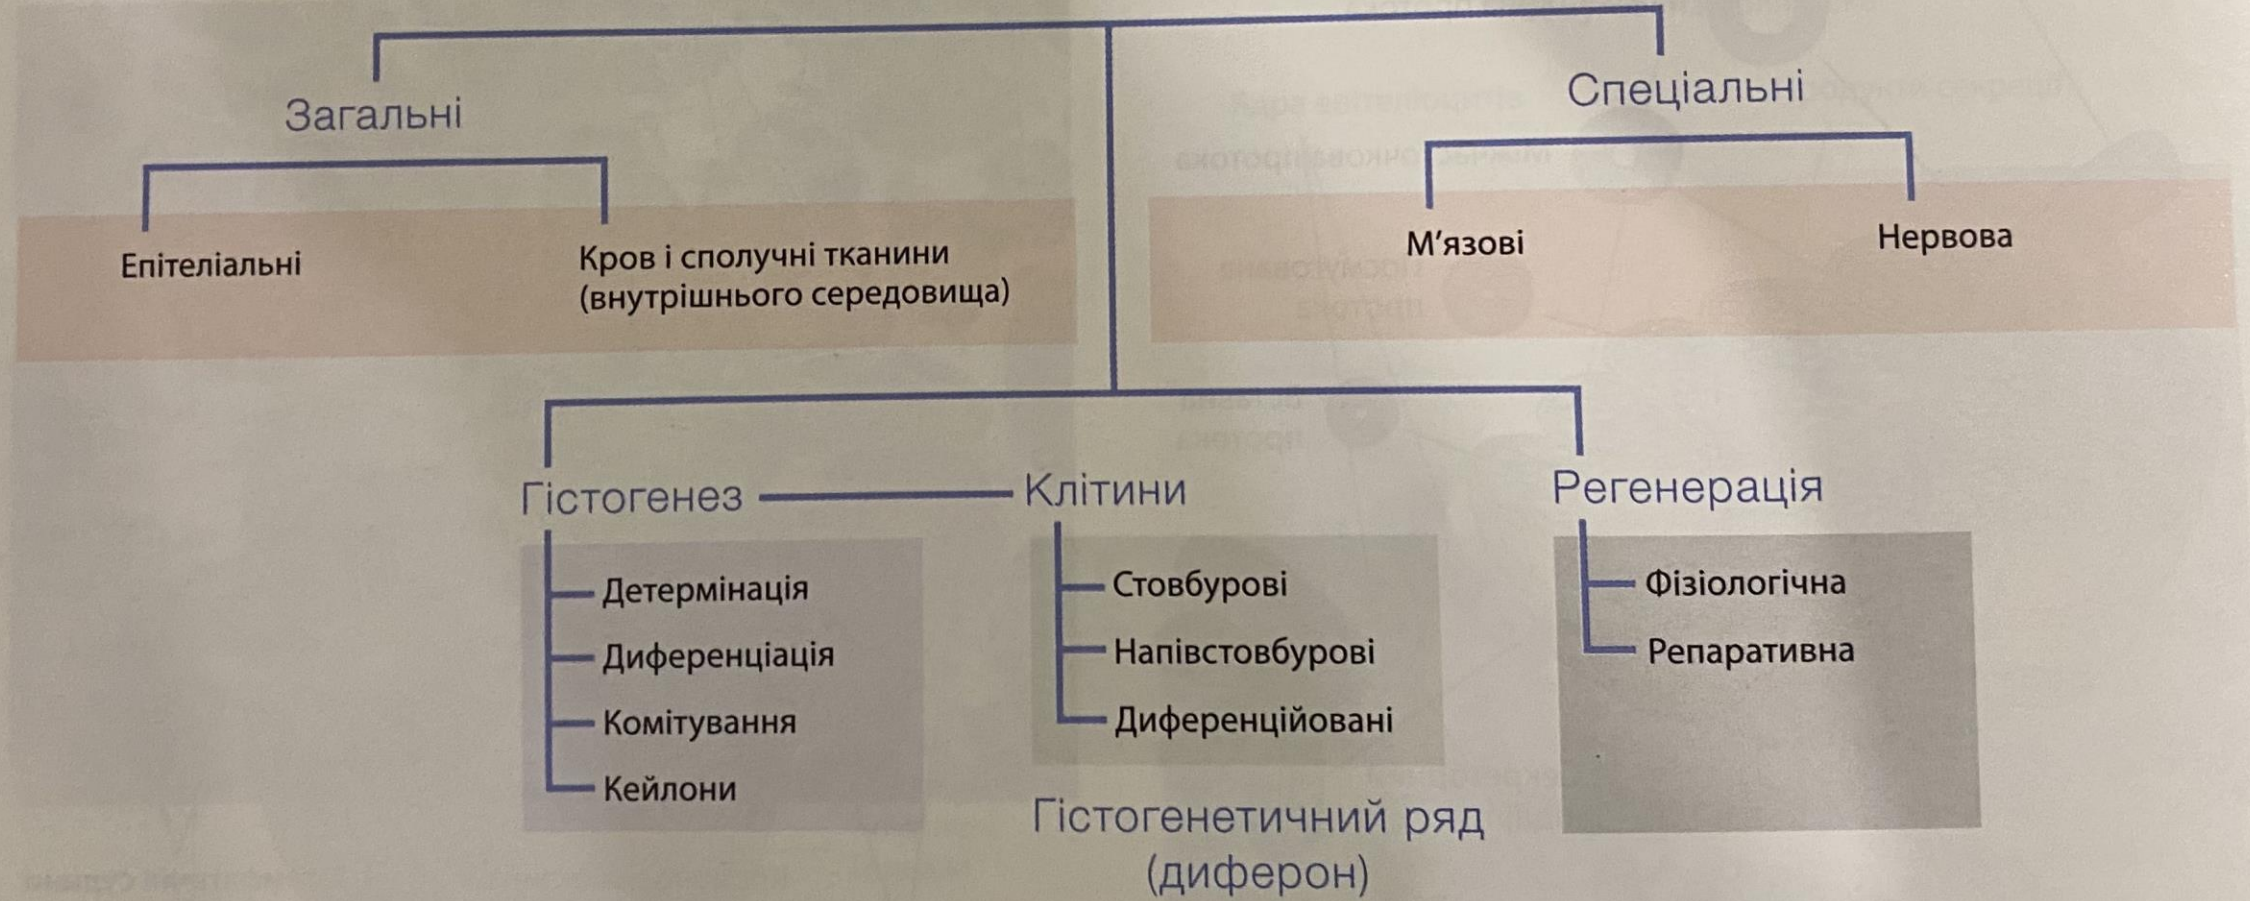 Загальні
Спеціальні
Епітеліальні
Кров і сполучні тканини
(внутрішнього середовища)
М’язові
Нервова
Гістогенез
Клітини
Регенерація
Детермінація
Диференціація
Комітування
Кейлони
Стовбурові
Напівстовбурові
Диференційовані
Фізіологічна
Репаративна
Гістогенетичний ряд
(диферон)